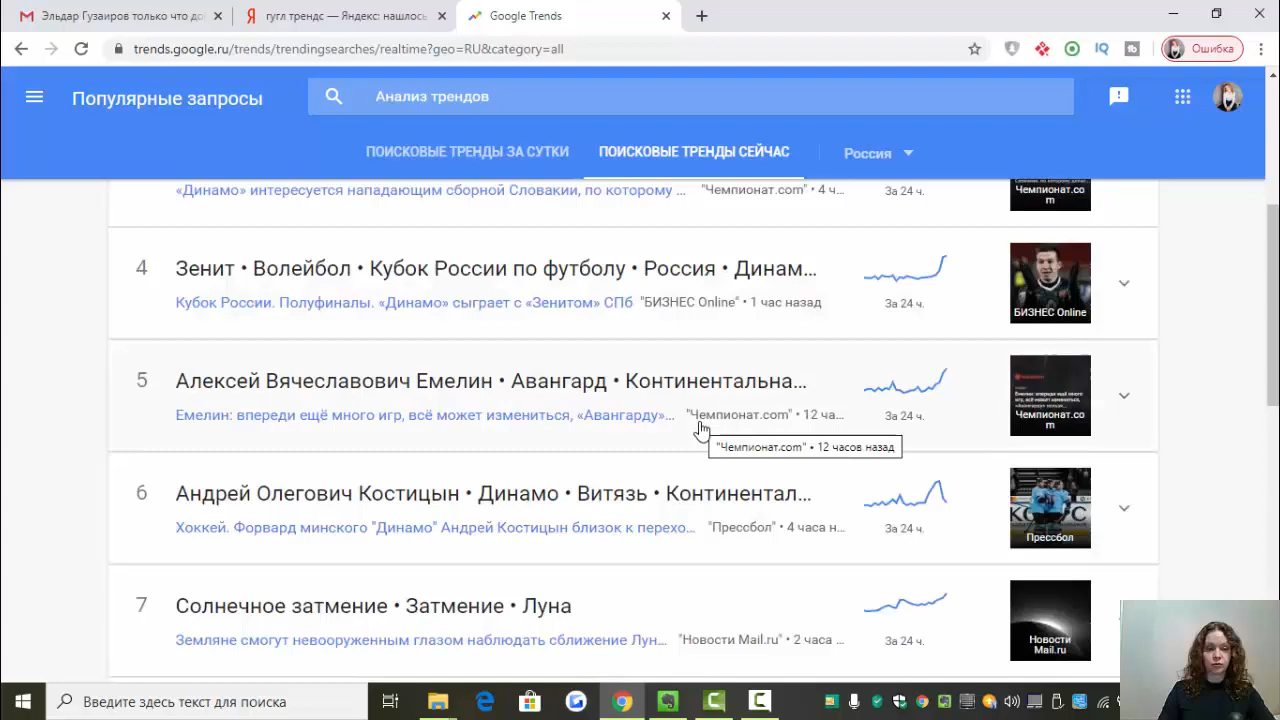 Эльдар Гузаиров только что до
гугл трендс — Яндекс: нашлось
Google Trends
trends.google.ru/trends/trendingsearches/realtime?geo=RU&category=all
Ошибка
Популярные запросы
Анализ трендов
ПОИСКОВЫЕ ТРЕНДЫ ЗА СУТКИ
ПОИСКОВЫЕ ТРЕНДЫ СЕЙЧАС
Россия
«Динамо» интересуется нападающим сборной Словакии, по которому ...
"Чемпионат.com" • 4 ч...
За 24 ч.
Чемпионат.co
m
4
Зенит • Волейбол • Кубок России по футболу • Россия • Динам...
Кубок России. Полуфиналы. «Динамо» сыграет с «Зенитом» СПб
"БИЗНЕС Online" • 1 час назад
За 24 ч.
БИЗНЕС Online
5
Алексей Вячеславович Емелин • Авангард • Континентальна...
Емелин: впереди ещё много игр, всё может измениться, «Авангарду»...
"Чемпионат.com" • 12 ча...
За 24 ч.
Чемпионат.co
m
"Чемпионат.com" • 12 часов назад
6
Андрей Олегович Костицын • Динамо • Витязь • Континентал...
Хоккей. Форвард минского "Динамо" Андрей Костицын близок к перехо...
"Прессбол" • 4 часа н...
За 24 ч.
Прессбол
7
Солнечное затмение • Затмение • Луна
Земляне смогут невооруженным глазом наблюдать сближение Лун...
"Новости Mail.ru" • 2 часа ...
За 24 ч.
Новости
Mail.ru
Введите здесь текст для поиска